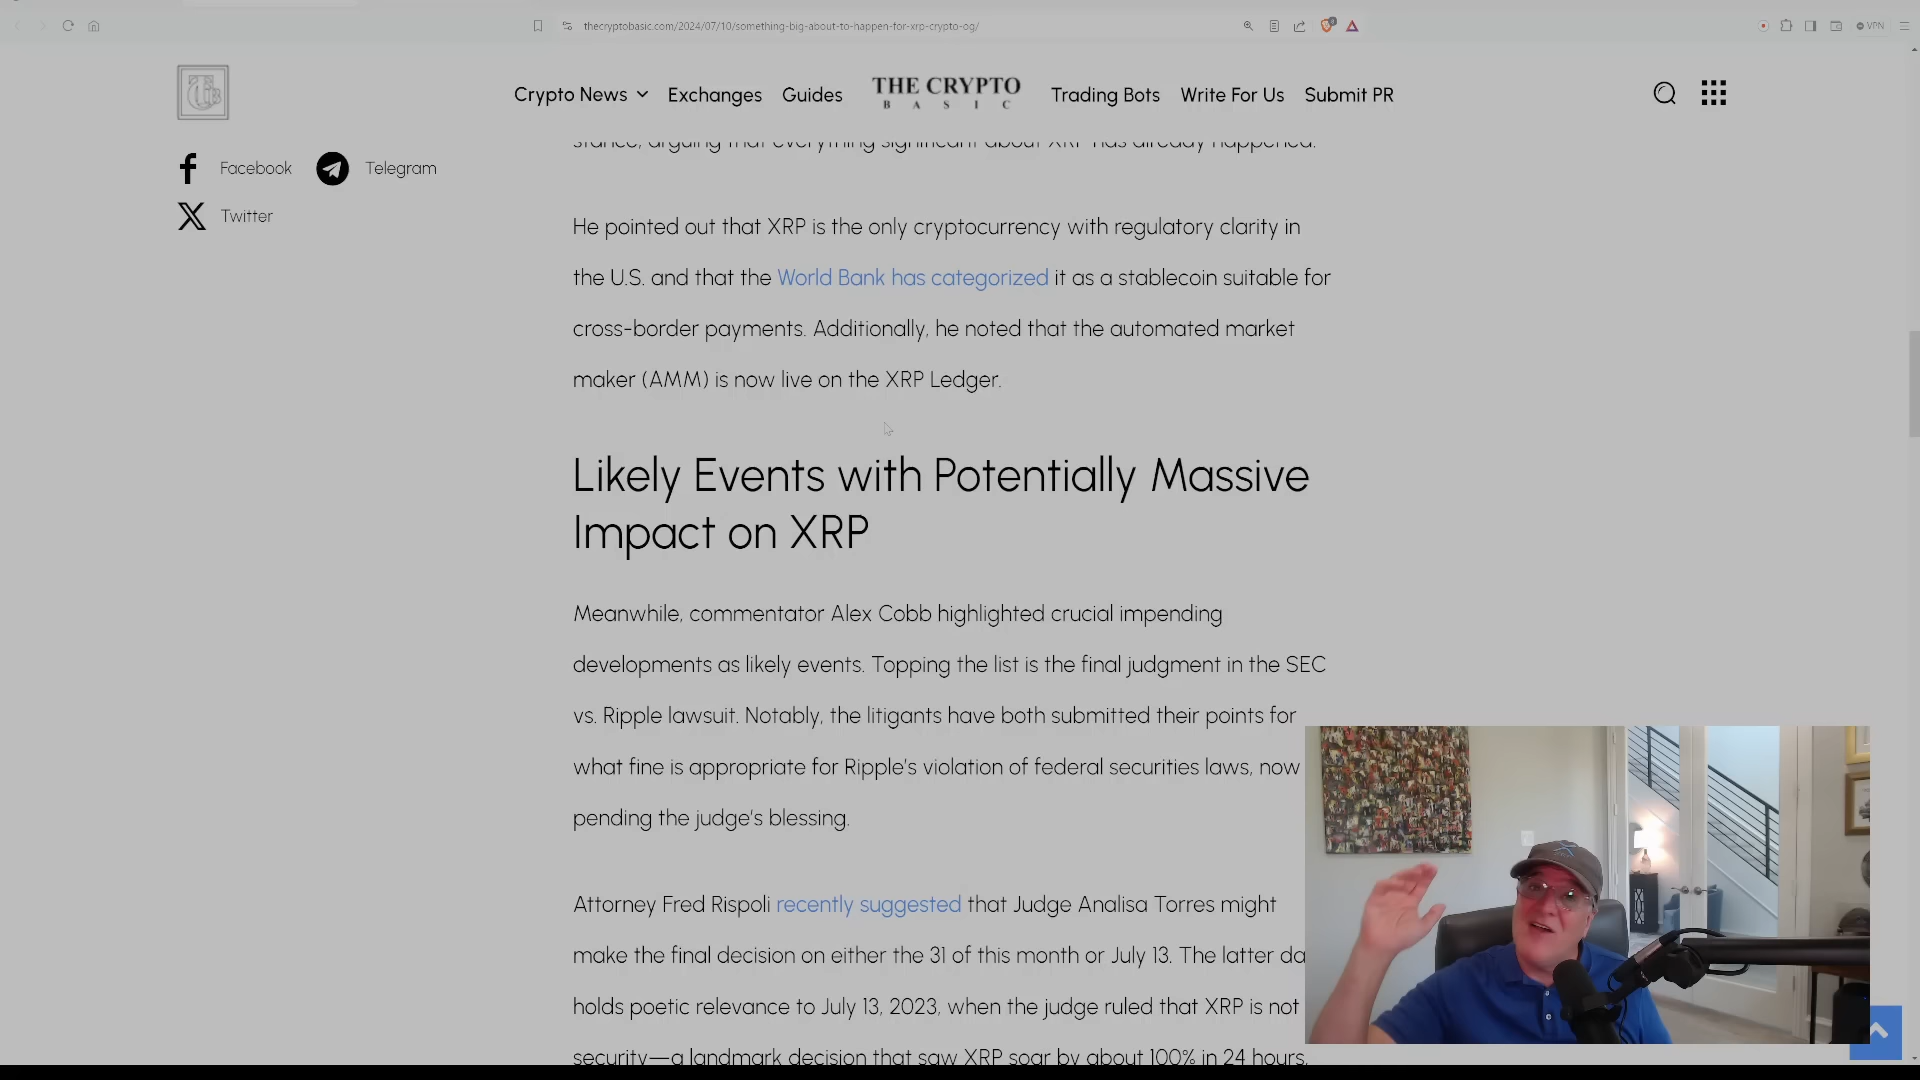 thecryptobasic.com/2024/07/10/something-big-about-to-happen-for-xrp-crypto-og/
VPN
Crypto News
Exchanges
Guides
THE CRYPTO
BASIC
Trading Bots
Write For Us
Submit PR
Facebook
Telegram
Twitter
stance, arguing that everything significant about XRP has already happened.
He pointed out that XRP is the only cryptocurrency with regulatory clarity in
the U.S. and that the World Bank has categorized it as a stablecoin suitable for
cross-border payments. Additionally, he noted that the automated market
maker (AMM) is now live on the XRP Ledger.
Likely Events with Potentially Massive
Impact on XRP
Meanwhile, commentator Alex Cobb highlighted crucial impending
developments as likely events. Topping the list is the final judgment in the SEC
vs. Ripple lawsuit. Notably, the litigants have both submitted their points for
what fine is appropriate for Ripple's violation of federal securities laws, now
pending the judge's blessing.
Attorney Fred Rispoli recently suggested that Judge Analisa Torres might
make the final decision on either the 31 of this month or July 13. The latter da
holds poetic relevance to July 13, 2023, when the judge ruled that XRP is not
security—a landmark decision that saw XRP soar by about 100% in 24 hours.